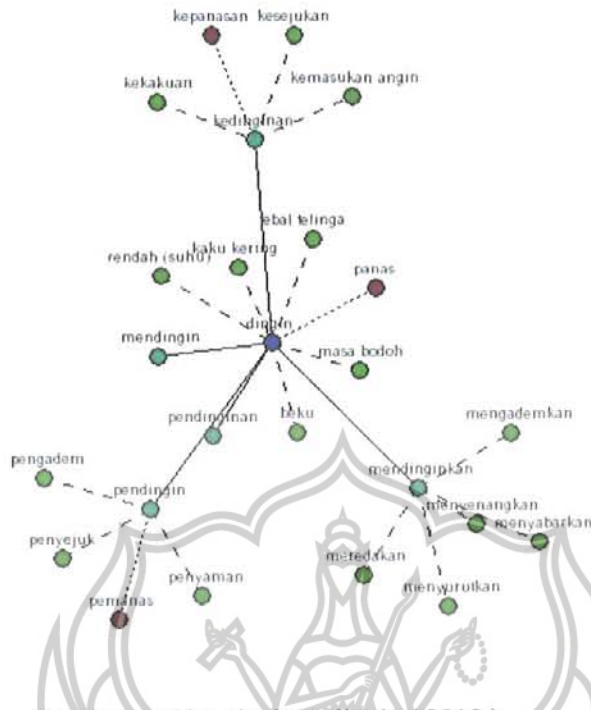 kepanasan
kesejukan
kekakuan
kemasukan angin
kedinginan
ebal telinga
kaku kering
rendah (suhu)
panas
dingin
mendingin
masa bodoh
pendinginan
beku
mengademkan
pengadem
mendinginkan
pendingin
menyenangkan
menyabarkan
penyejuk
meredakan
penyaman
menyurutkan
pemanas